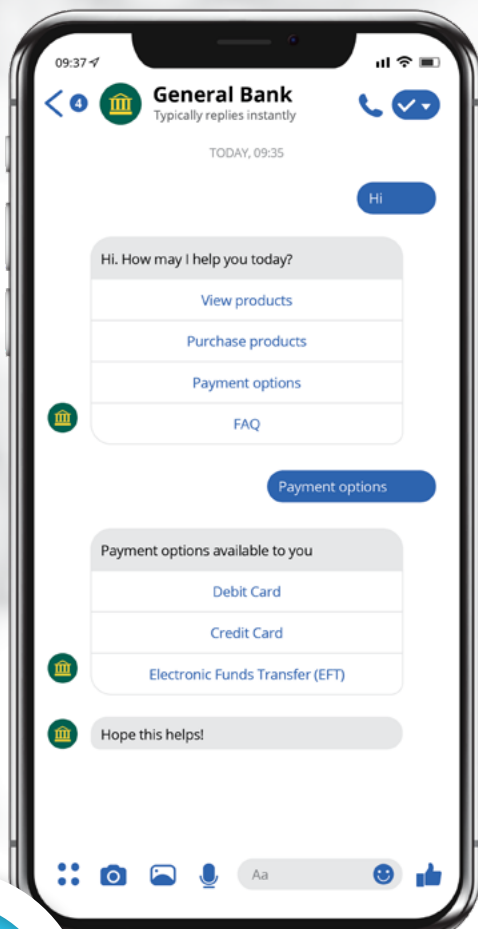 09:37
4
General Bank
Typically replies instantly
TODAY, 09:35
Hi
Hi. How may I help you today?
View products
Purchase products
Payment options
FAQ
Payment options
Payment options available to you
Debit Card
Credit Card
Electronic Funds Transfer (EFT)
Hope this helps!
Aa